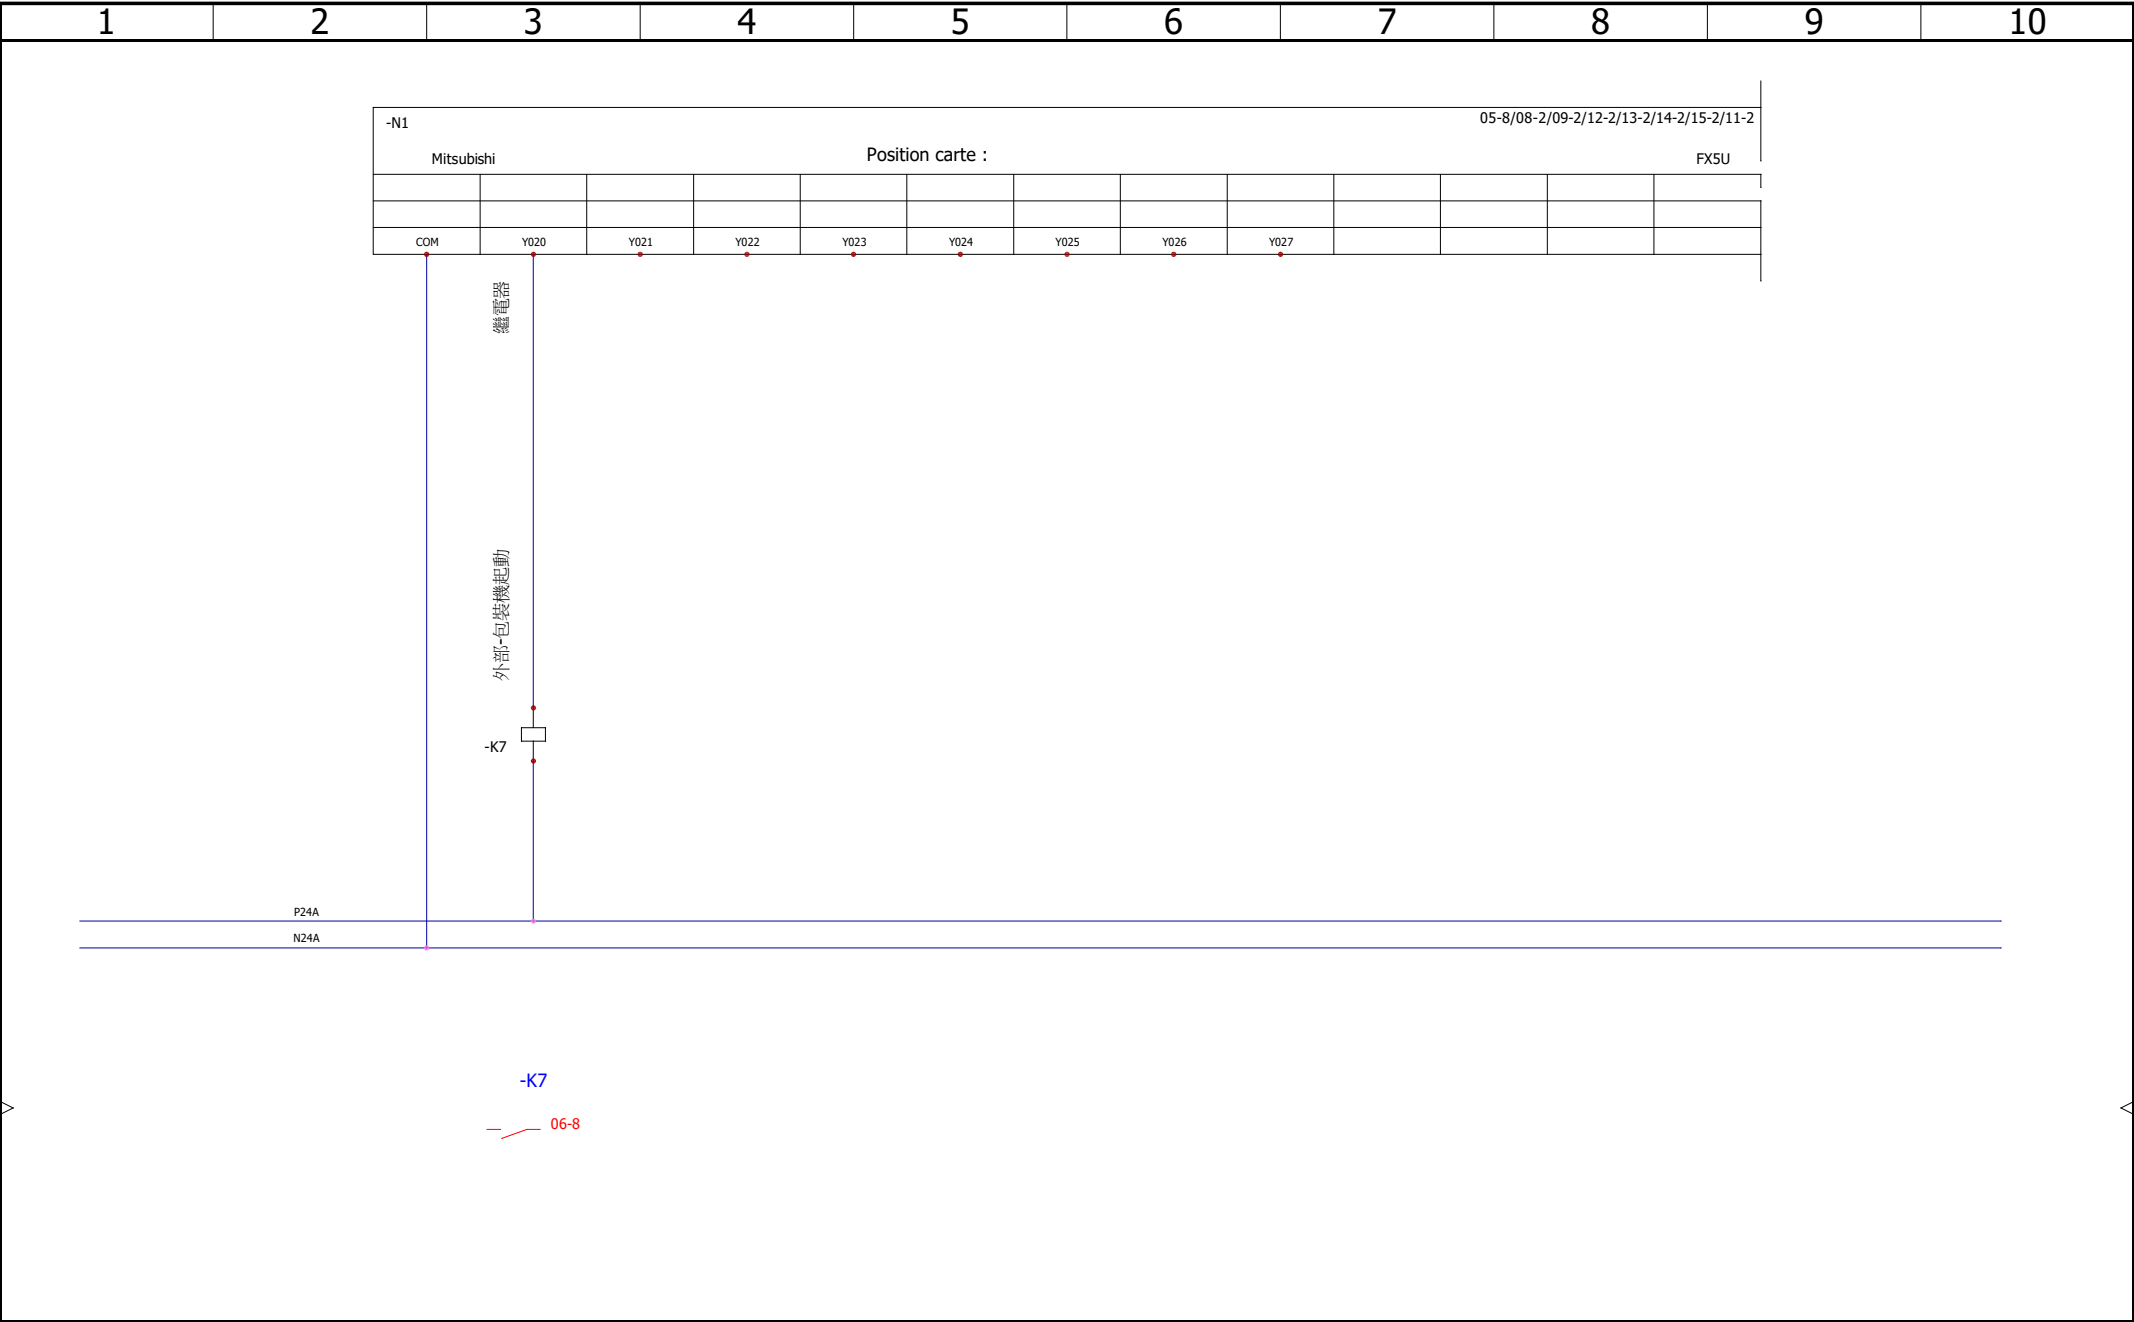 1 2 3 4 5 6 7 8 9 10
-N1 05-8/08-2/09-2/12-2/13-2/14-2/15-2/11-2
Mitsubishi Position carte : FX5U
COM Y020 Y021 Y022 Y023 Y024 Y025 Y026 Y027
繼電器
外部-包裝機起動
-K7
P24A
N24A
-K7
06-8